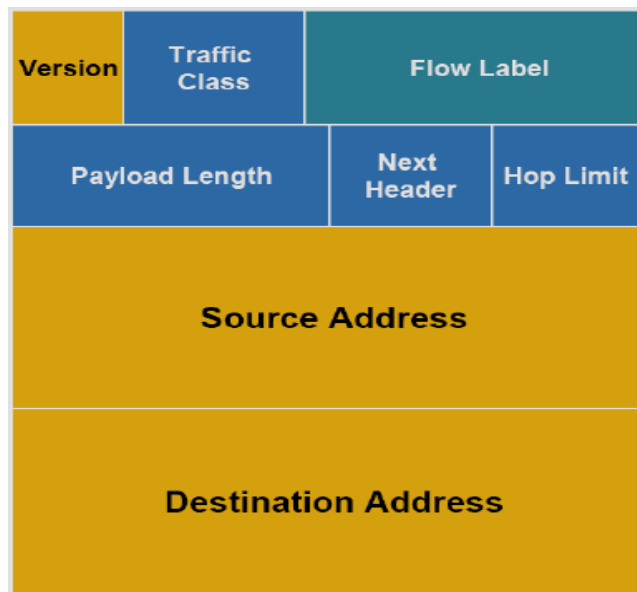 Version
Traffic
Class
Flow Label
Payload Length
Next
Header
Hop Limit
Source Address
Destination Address